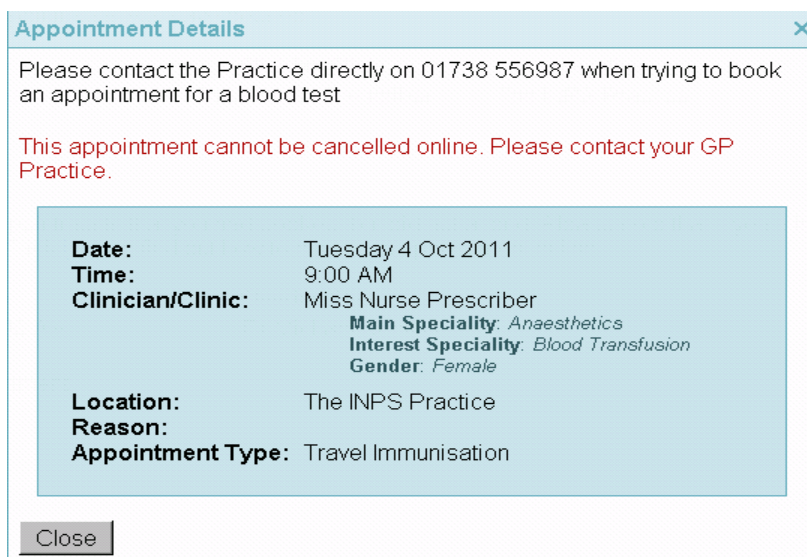 Appointment Details
Please contact the Practice directly on 01738 556987 when trying to book
an appointment for a blood test
This appointment cannot be cancelled online. Please contact your GP
Practice.
Date: Tuesday 4 Oct 2011
Time: 9:00 AM
Clinician/Clinic: Miss Nurse Prescriber
Main Speciality: Anaesthetics
Interest Speciality: Blood Transfusion
Gender: Female
Location: The INPS Practice
Reason:
Appointment Type: Travel Immunisation
Close